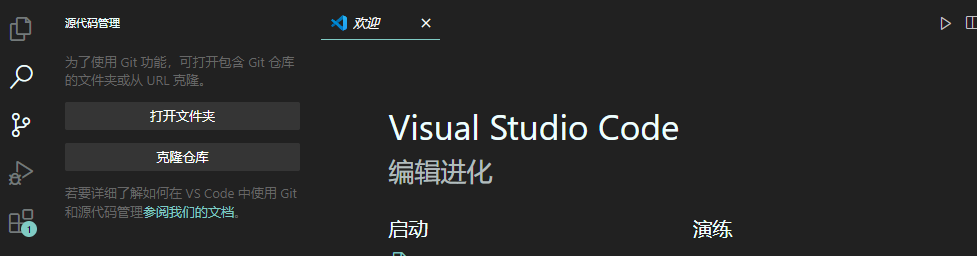 源代码管理
欢迎
为了使用 Git 功能，可打开包含 Git 仓库
的文件夹或从 URL 克隆。
打开文件夹
克隆仓库
若要详细了解如何在 VS Code 中使用 Git
和源代码管理参阅我们的文档。
1
Visual Studio Code
编辑进化
启动
演练